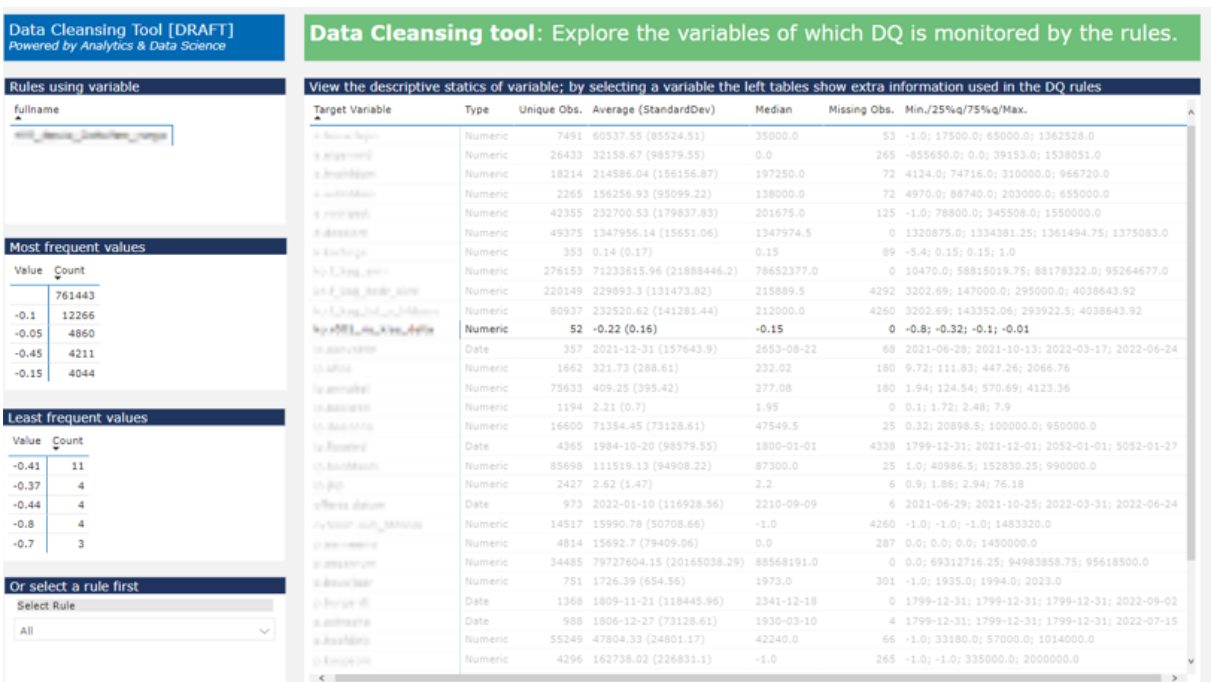 Data Cleansing Tool [DRAFT]
Powered by Analytics & Data Science
Data Cleansing tool: Explore the variables of which DQ is monitored by the rules.
Rules using variable
fullname
Most frequent values
Value Count
761443
-0.1 12266
-0.05 4860
-0.45 4211
-0.15 4044
Least frequent values
Value Count
-0.41 11
-0.37 4
-0.44 4
-0.8 4
-0.7 3
Or select a rule first
Select Rule
All
View the descriptive statics of variable; by selecting a variable the left tables show extra information used in the DQ rules
Target Variable Type Unique Obs. Average (StandardDev) Median Missing Obs. Min./25%q/75%q/Max.
Numeric 7491 60537.55 (85524.51) 35000.0 53 -1.0; 17500.0; 65000.0; 1362528.0
Numeric 26433 32158.67 (98579.55) 0.0 265 -855650.0; 0.0; 39153.0; 1538051.0
Numeric 18214 214586.04 (156156.87) 197250.0 72 4124.0; 74716.0; 310000.0; 966720.0
Numeric 2265 156256.93 (95099.22) 138000.0 72 4970.0; 88740.0; 203000.0; 655000.0
Numeric 42355 232700.53 (179837.83) 201675.0 125 -1.0; 78800.0; 345508.0; 1550000.0
Numeric 49375 1347956.14 (15651.06) 1347974.5 0 1320875.0; 1334381.25; 1361494.75; 1375083.0
Numeric 353 0.14 (0.17) 0.15 89 -5.4; 0.15; 0.15; 1.0
Numeric 276153 71233615.96 (21888446.2) 78652377.0 0 10470.0; 58815019.75; 88178322.0; 95264677.0
Numeric 220149 229893.3 (131473.82) 215889.5 4292 3202.69; 147000.0; 295000.0; 4038643.92
Numeric 80937 232520.62 (141281.44) 212000.0 4260 3202.69; 143352.06; 293922.5; 4038643.92
Numeric 52 -0.22 (0.16) -0.15 0 -0.8; -0.32; -0.1; -0.01
Date 357 2021-12-31 (157643.9) 2653-08-22 68 2021-06-28; 2021-10-13; 2022-03-17; 2022-06-24
Numeric 1662 321.73 (288.61) 232.02 180 9.72; 111.83; 447.26; 2066.76
Numeric 75633 409.25 (395.42) 277.08 180 1.94; 124.54; 570.69; 4123.36
Numeric 1194 2.21 (0.7) 1.95 0 0.1; 1.72; 2.48; 7.9
Numeric 16600 71354.45 (73128.61) 47549.5 25 0.32; 20898.5; 100000.0; 950000.0
Date 4365 1984-10-20 (98579.55) 1800-01-01 4338 1799-12-31; 2021-12-01; 2052-01-01; 5052-01-27
Numeric 85698 111519.13 (94908.22) 87300.0 25 1.0; 40986.5; 152830.25; 990000.0
Numeric 2427 2.62 (1.47) 2.2 6 0.9; 1.86; 2.94; 76.18
Date 973 2022-01-10 (116928.56) 2210-09-09 6 2021-06-29; 2021-10-25; 2022-03-31; 2022-06-24
Numeric 14517 15990.78 (50708.66) -1.0 4260 -1.0; -1.0; -1.0; 1483320.0
Numeric 4814 15692.7 (79409.06) 0.0 287 0.0; 0.0; 0.0; 1450000.0
Numeric 34485 79727604.15 (20165038.29) 88568191.0 0 0.0; 69312716.25; 94983858.75; 95618500.0
Numeric 751 1726.39 (654.56) 1973.0 301 -1.0; 1935.0; 1994.0; 2023.0
Date 1368 1809-11-21 (118445.96) 2341-12-18 0 1799-12-31; 1799-12-31; 1799-12-31; 2022-09-02
Date 988 1806-12-27 (73128.61) 1930-03-10 4 1799-12-31; 1799-12-31; 1799-12-31; 2022-07-15
Numeric 55249 47804.33 (24801.17) 42240.0 66 -1.0; 33180.0; 57000.0; 1014000.0
Numeric 4296 162738.02 (226831.1) -1.0 265 -1.0; -1.0; 335000.0; 2000000.0